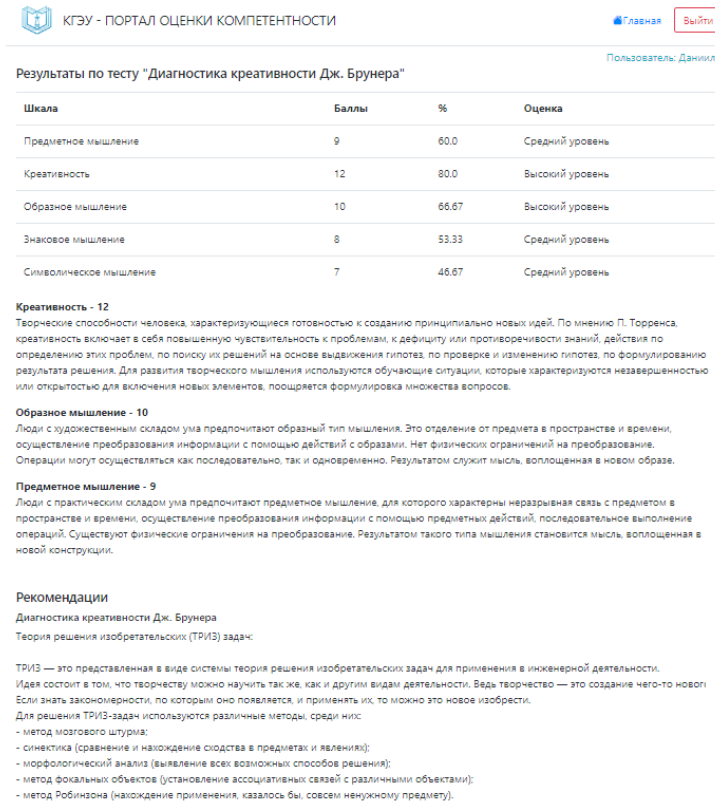 КГЭУ - ПОРТАЛ ОЦЕНКИ КОМПЕТЕНТНОСТИ
Главная Выйти
Пользователь: Даниил
Результаты по тесту "Диагностика креативности Дж. Брунера"
Шкала Баллы % Оценка
Предметное мышление 9 60.0 Средний уровень
Креативность 12 80.0 Высокий уровень
Образное мышление 10 66.67 Высокий уровень
Знаковое мышление 8 53.33 Средний уровень
Символическое мышление 7 46.67 Средний уровень
Креативность - 12
Творческие способности человека, характеризующиеся готовностью к созданию принципиально новых идей. По мнению П. Торренса,
креативность включает в себя повышенную чувствительность к проблемам, к дефициту или противоречивости знаний, действия по
определению этих проблем, по поиску их решений на основе выдвижения гипотез, по проверке и изменению гипотез, по формулированию
результата решения. Для развития творческого мышления используются обучающие ситуации, которые характеризуются незавершенностью
или открытостью для включения новых элементов, поощряется формулировка множества вопросов.
Образное мышление - 10
Люди с художественным складом ума предпочитают образный тип мышления. Это отделение от предмета в пространстве и времени,
осуществление преобразования информации с помощью действий с образами. Нет физических ограничений на преобразование.
Операции могут осуществляться как последовательно, так и одновременно. Результатом служит мысль, воплощенная в новом образе.
Предметное мышление - 9
Люди с практическим складом ума предпочитают предметное мышление, для которого характерны неразрывная связь с предметом в
пространстве и времени, осуществление преобразования информации с помощью предметных действий, последовательное выполнение
операций. Существуют физические ограничения на преобразование. Результатом такого типа мышления становится мысль, воплощенная в
новой конструкции.
Рекомендации
Диагностика креативности Дж. Брунера
Теория решения изобретательских (ТРИЗ) задач:
ТРИЗ — это представленная в виде системы теория решения изобретательских задач для применения в инженерной деятельности.
Идея состоит в том, что творчеству можно научить так же, как и другим видам деятельности. Ведь творчество — это создание чего-то нового
Если знать закономерности, по которым оно появляется, и применять их, то можно это новое изобрести.
Для решения ТРИЗ-задач используются различные методы, среди них:
- метод мозгового штурма;
- синектика (сравнение и нахождение сходства в предметах и явлениях);
- морфологический анализ (выявление всех возможных способов решения);
- метод фокальных объектов (установление ассоциативных связей с различными объектами);
- метод Робинзона (нахождение применения, казалось бы, совсем ненужному предмету).